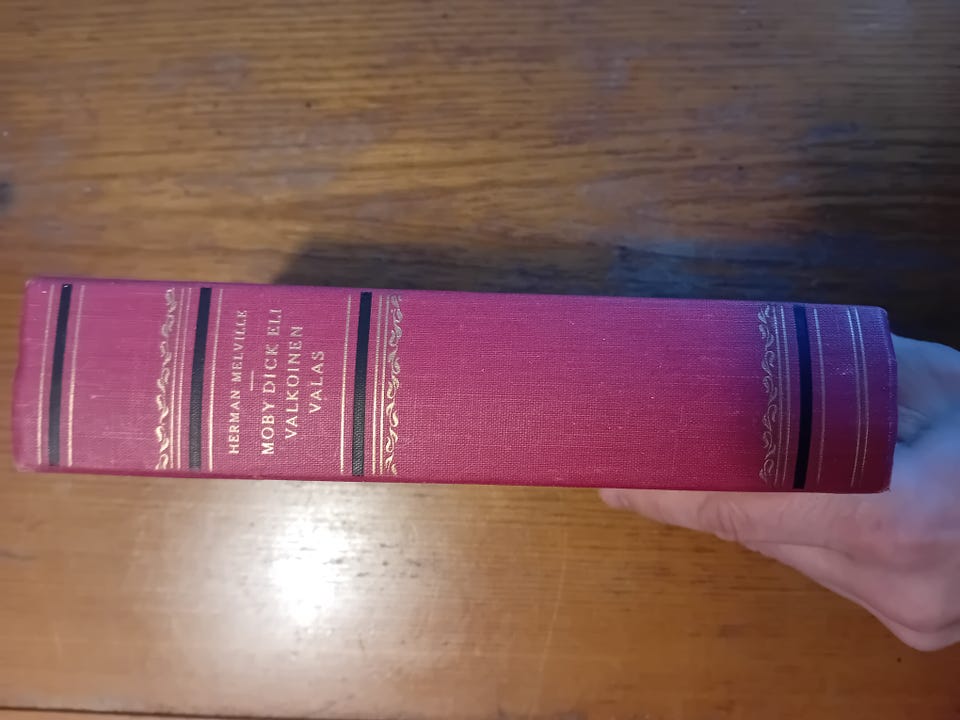 HERMAN MELVILLE
MOBY DICK ELI
VALKOINEN
VALAS